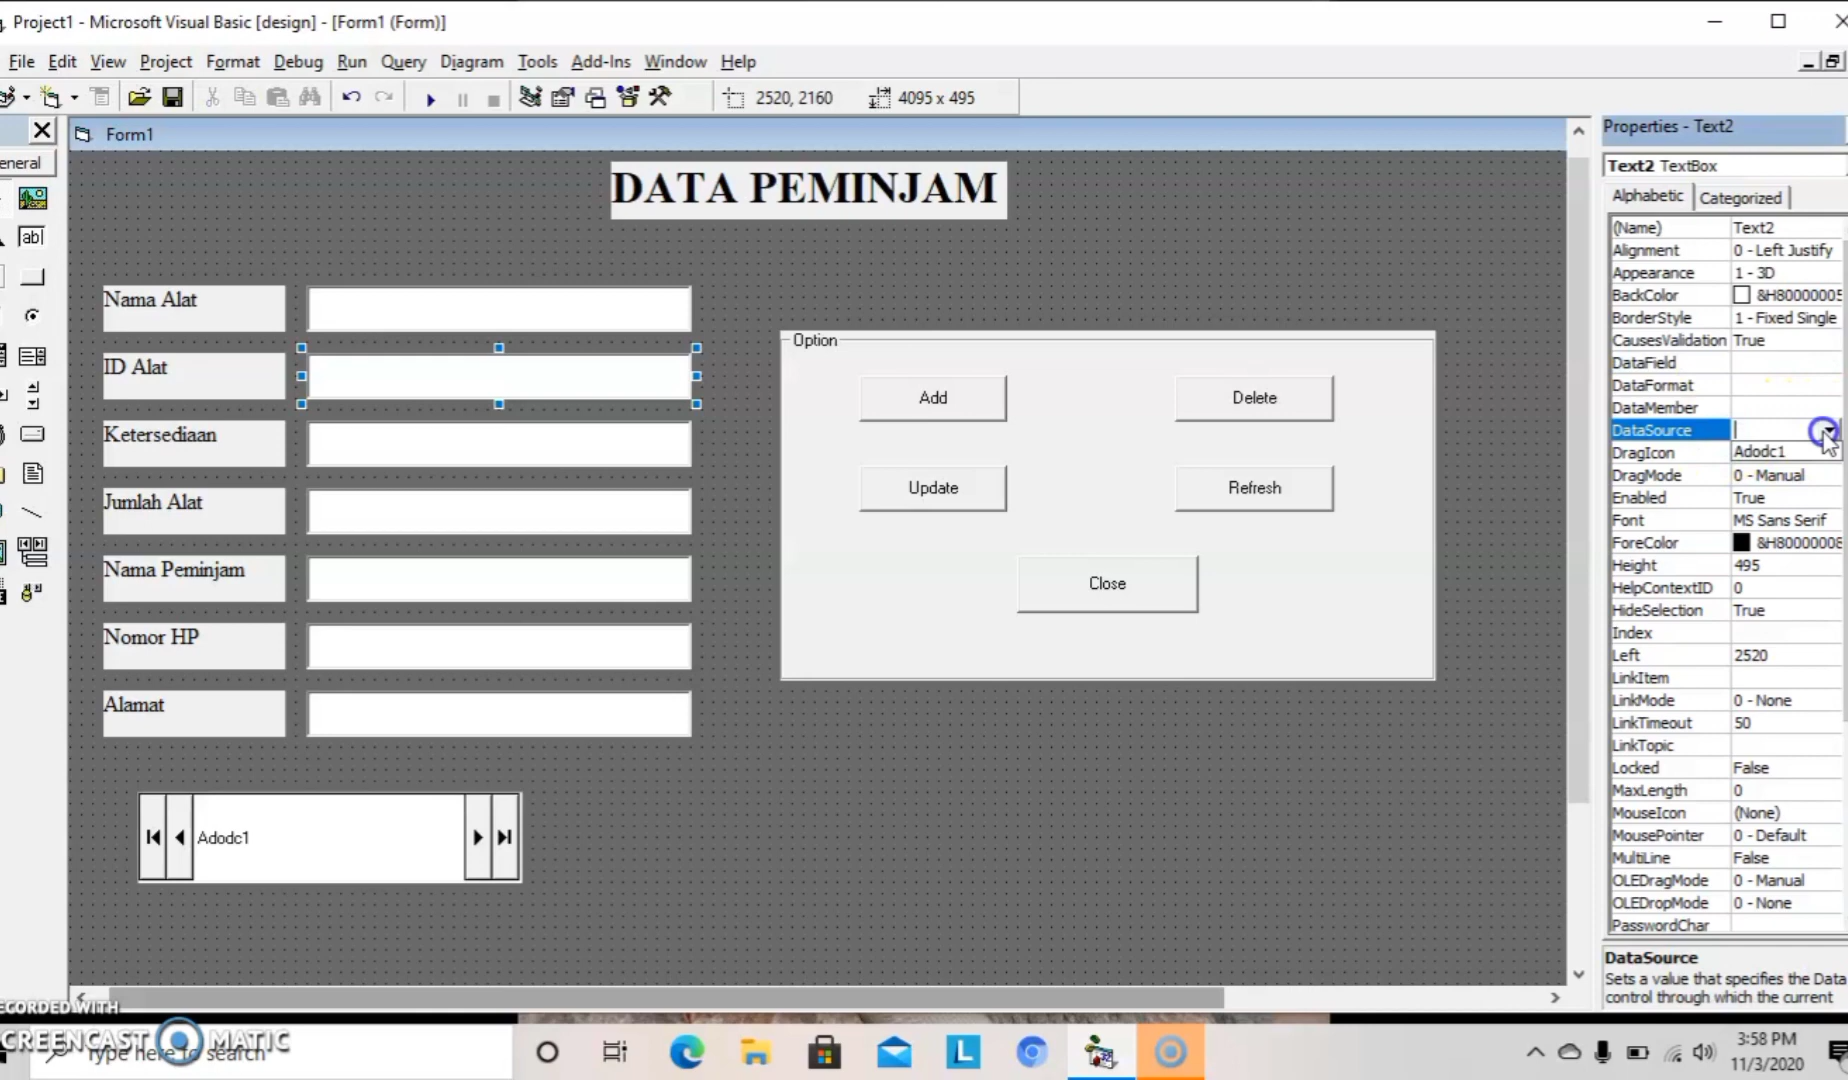 Project1 - Microsoft Visual Basic [design] - [Form1 (Form)]
File Edit View Project Format Debug Run Query Diagram Tools Add-Ins Window Help
2520, 2160 4095 x 495
eneral
Form1
DATA PEMINJAM
Nama Alat
ID Alat
Ketersediaan
Jumlah Alat
Nama Peminjam
Nomor HP
Alamat
Adodc1
Option
Add
Delete
Update
Refresh
Close
Properties - Text2
Text2 TextBox
Alphabetic Categorized
(Name) Text2
Alignment 0 - Left Justify
Appearance 1 - 3D
BackColor &H80000005
BorderStyle 1 - Fixed Single
CausesValidation True
DataField
DataFormat
DataMember
DataSource
Adodc1
DragIcon
DragMode 0 - Manual
Enabled True
Font MS Sans Serif
ForeColor &H80000008
Height 495
HelpContextID 0
HideSelection True
Index
Left 2520
LinkItem
LinkMode 0 - None
LinkTimeout 50
LinkTopic
Locked False
MaxLength 0
MouseIcon (None)
MousePointer 0 - Default
MultiLine False
OLEDragMode 0 - Manual
OLEDropMode 0 - None
PasswordChar
DataSource
Sets a value that specifies the Data
control through which the current
ECORDED WITH
CREENCAST MATIC
Type here to search
3:58 PM
11/3/2020